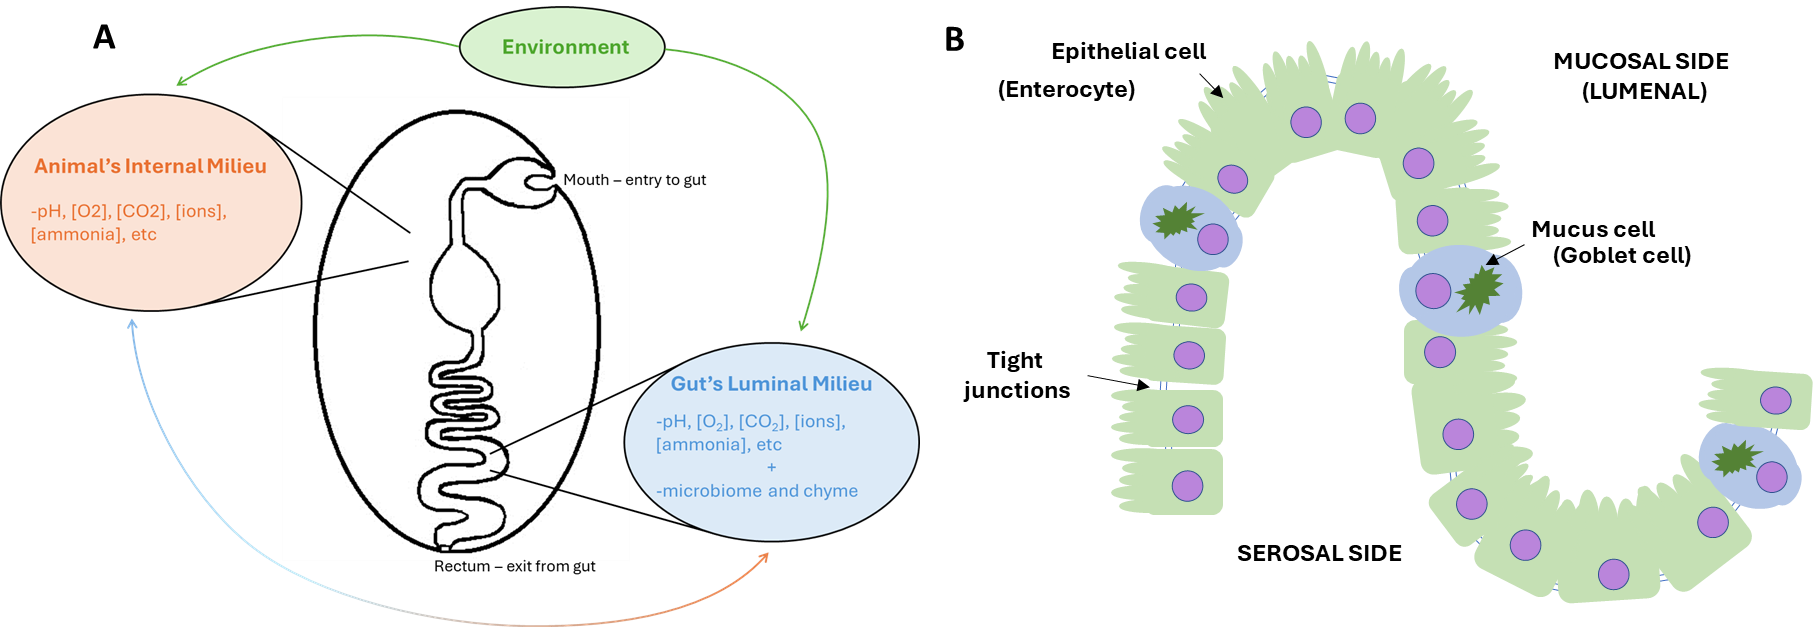 A
Environment
Animal's Internal Milieu
-pH, [O2], [CO2], [ions],
[ammonia], etc
Mouth – entry to gut
Gut's Luminal Milieu
-pH, [O₂], [CO₂], [ions],
[ammonia], etc
+
-microbiome and chyme
Rectum – exit from gut
B
Epithelial cell
(Enterocyte)
MUCOSAL SIDE
(LUMENAL)
Mucus cell
(Goblet cell)
Tight
junctions
SEROSAL SIDE